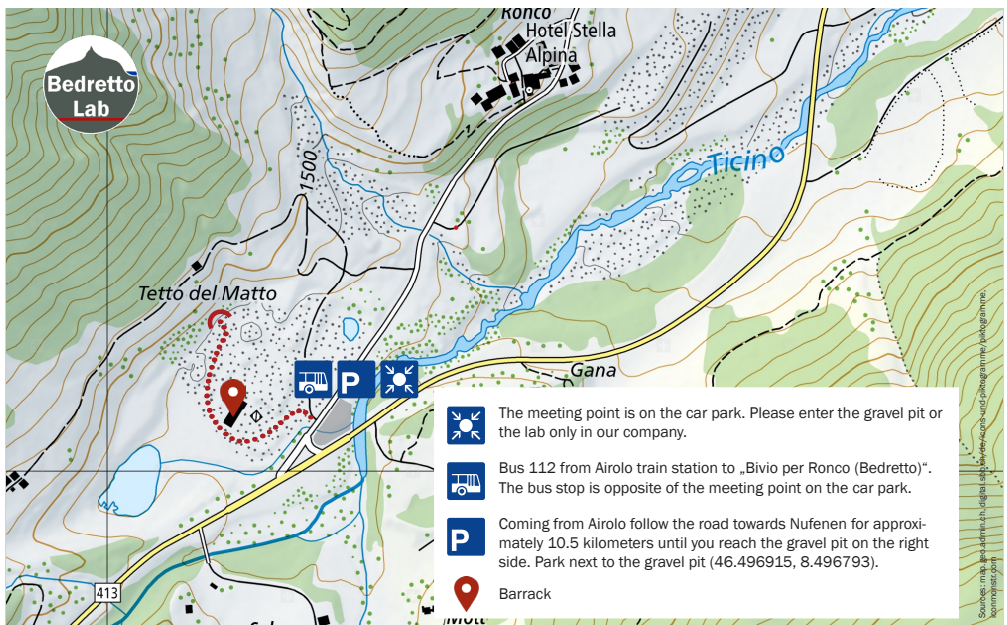 Ronco
Hotel Stella
Alpina
Bedretto
Lab
1500
Ticino
Tetto del Matto
P
Gana
The meeting point is on the car park. Please enter the gravel pit or
the lab only in our company.
Bus 112 from Airolo train station to „Bivio per Ronco (Bedretto)“.
The bus stop is opposite of the meeting point on the car park.
P
Coming from Airolo follow the road towards Nufenen for approxi-
mately 10.5 kilometers until you reach the gravel pit on the right
side. Park next to the gravel pit (46.496915, 8.496793).
Barrack
413